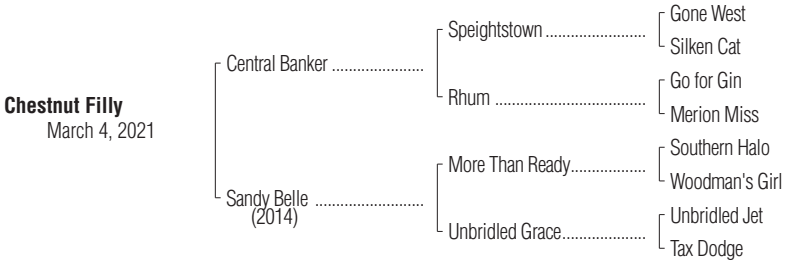 Chestnut Filly
March 4, 2021
Central Banker ......................
Sandy Belle ..........................
(2014)
Speightstown ........................
Rhum ....................................
More Than Ready..................
Unbridled Grace....................
Gone West
Silken Cat
Go for Gin
Merion Miss
Southern Halo
Woodman's Girl
Unbridled Jet
Tax Dodge